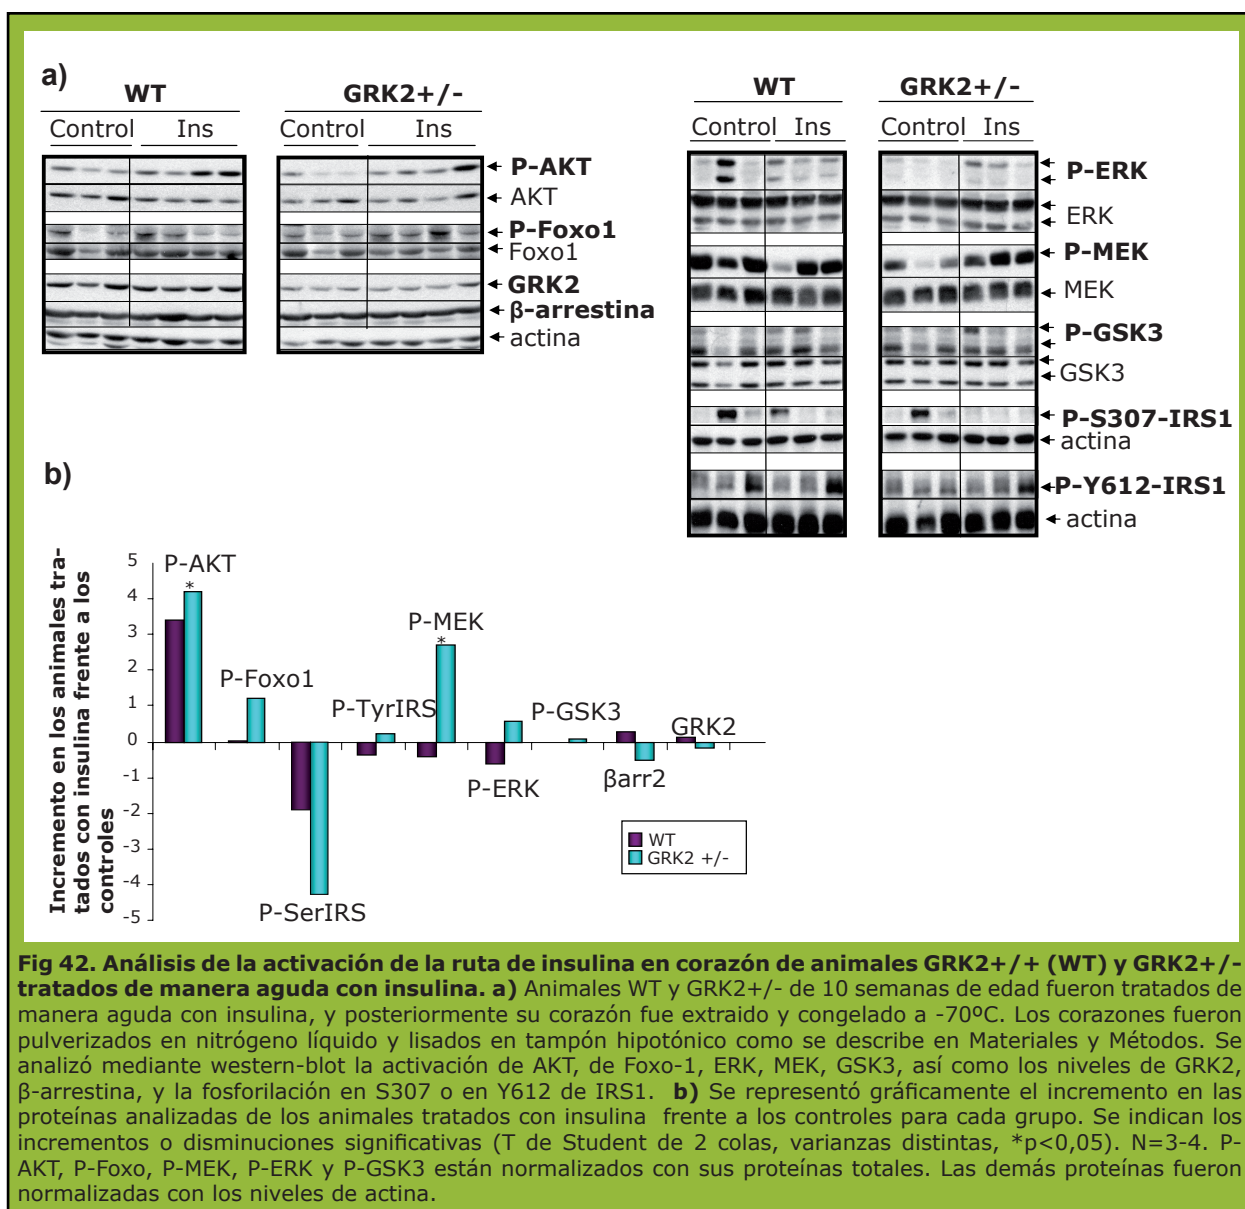 a)
WT
GRK2+/-
Control
Ins
Control
Ins
P-AKT
AKT
P-Foxo1
Foxo1
GRK2
β-arrestina
actina
WT
GRK2+/-
Control
Ins
Control
Ins
P-ERK
ERK
P-MEK
MEK
P-GSK3
GSK3
P-S307-IRS1
actina
P-Y612-IRS1
actina
b)
Incremento en los animales tra-
tados con insulina frente a los
controles
5
4
3
2
1
0
-1
-2
-3
-4
-5
P-AKT
*
P-Foxo1
P-SerIRS
P-TyrIRS
P-MEK
*
P-ERK
P-GSK3
βarr2
GRK2
WT
GRK2 +/-
Fig 42. Análisis de la activación de la ruta de insulina en corazón de animales GRK2+/+ (WT) y GRK2+/-
tratados de manera aguda con insulina. a) Animales WT y GRK2+/- de 10 semanas de edad fueron tratados de
manera aguda con insulina, y posteriormente su corazón fue extraido y congelado a -70ºC. Los corazones fueron
pulverizados en nitrógeno líquido y lisados en tampón hipotónico como se describe en Materiales y Métodos. Se
analizó mediante western-blot la activación de AKT, de Foxo-1, ERK, MEK, GSK3, así como los niveles de GRK2,
β-arrestina, y la fosforilación en S307 o en Y612 de IRS1. b) Se representó gráficamente el incremento en las
proteínas analizadas de los animales tratados con insulina frente a los controles para cada grupo. Se indican los
incrementos o disminuciones significativas (T de Student de 2 colas, varianzas distintas, *p<0,05). N=3-4. P-
AKT, P-Foxo, P-MEK, P-ERK y P-GSK3 están normalizados con sus proteínas totales. Las demás proteínas fueron
normalizadas con los niveles de actina.